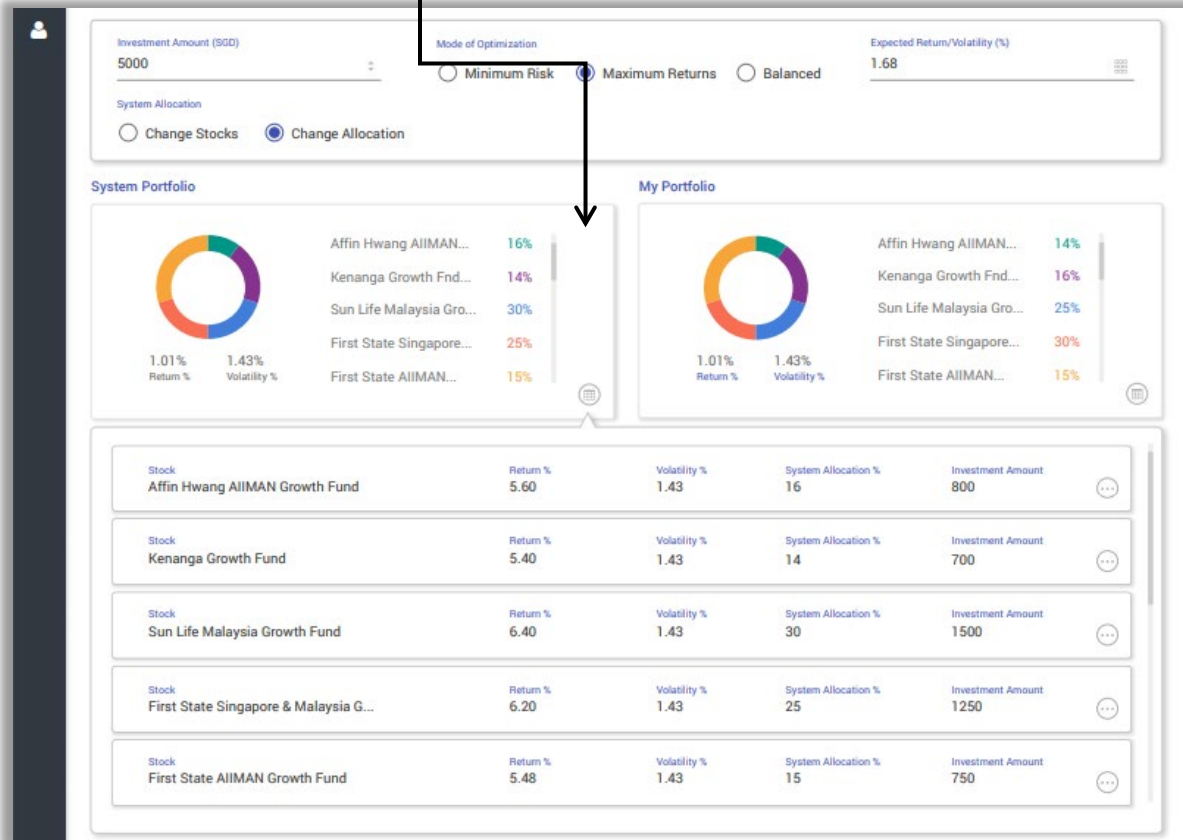 Investment Amount (SGD) Mode of Optimization Expected Return/Volatility (%)
5000 Minimum Risk Maximum Returns Balanced 1.68
System Allocation
Change Stocks Change Allocation
System Portfolio
Affin Hwang AIIMAN... 16%
Kenanga Growth Fnd... 14%
Sun Life Malaysia Gro... 30%
First State Singapore... 25%
First State AIIMAN... 15%
1.01% 1.43%
Return % Volatility %
My Portfolio
Affin Hwang AIIMAN... 14%
Kenanga Growth Fnd... 16%
Sun Life Malaysia Gro... 25%
First State Singapore... 30%
First State AIIMAN... 15%
1.01% 1.43%
Return % Volatility %
Stock Return % Volatility % System Allocation % Investment Amount
Affin Hwang AIIMAN Growth Fund 5.60 1.43 16 800
Stock Return % Volatility % System Allocation % Investment Amount
Kenanga Growth Fund 5.40 1.43 14 700
Stock Return % Volatility % System Allocation % Investment Amount
Sun Life Malaysia Growth Fund 6.40 1.43 30 1500
Stock Return % Volatility % System Allocation % Investment Amount
First State Singapore & Malaysia G... 6.20 1.43 25 1250
Stock Return % Volatility % System Allocation % Investment Amount
First State AIIMAN Growth Fund 5.48 1.43 15 750